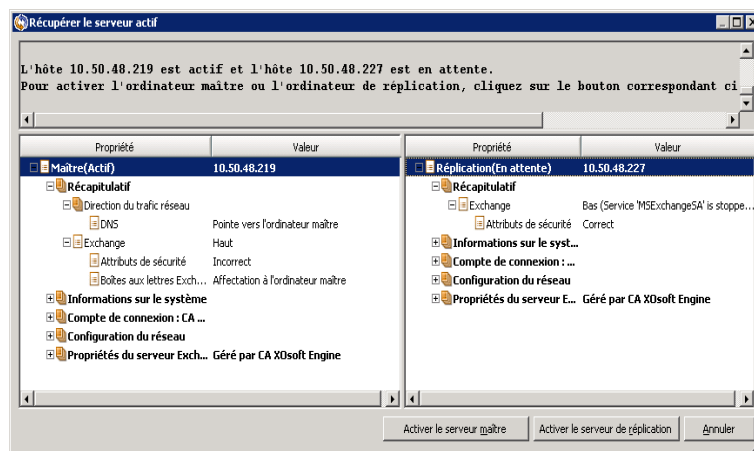 Récupérer le serveur actif
L'hôte 10.50.48.219 est actif et l'hôte 10.50.48.227 est en attente.
Pour activer l'ordinateur maître ou l'ordinateur de réplication, cliquez sur le bouton correspondant ci
Propriété Valeur
Maître(Actif) 10.50.48.219
Récapitulatif
Direction du trafic réseau
DNS Pointe vers l'ordinateur maître
Exchange Haut
Attributs de sécurité Incorrect
Boîtes aux lettres Exch... Affectation à l'ordinateur maître
Informations sur le système
Compte de connexion : CA ...
Configuration du réseau
Propriétés du serveur Exch... Géré par CA XOsoft Engine
Propriété Valeur
Réplication(En attente) 10.50.48.227
Récapitulatif
Exchange Bas (Service 'MSExchangeSA' is stoppe...
Attributs de sécurité Correct
Informations sur le syst...
Compte de connexion : ...
Configuration du réseau
Propriétés du serveur E... Géré par CA XOsoft Engine
Activer le serveur maître Activer le serveur de réplication Annuler